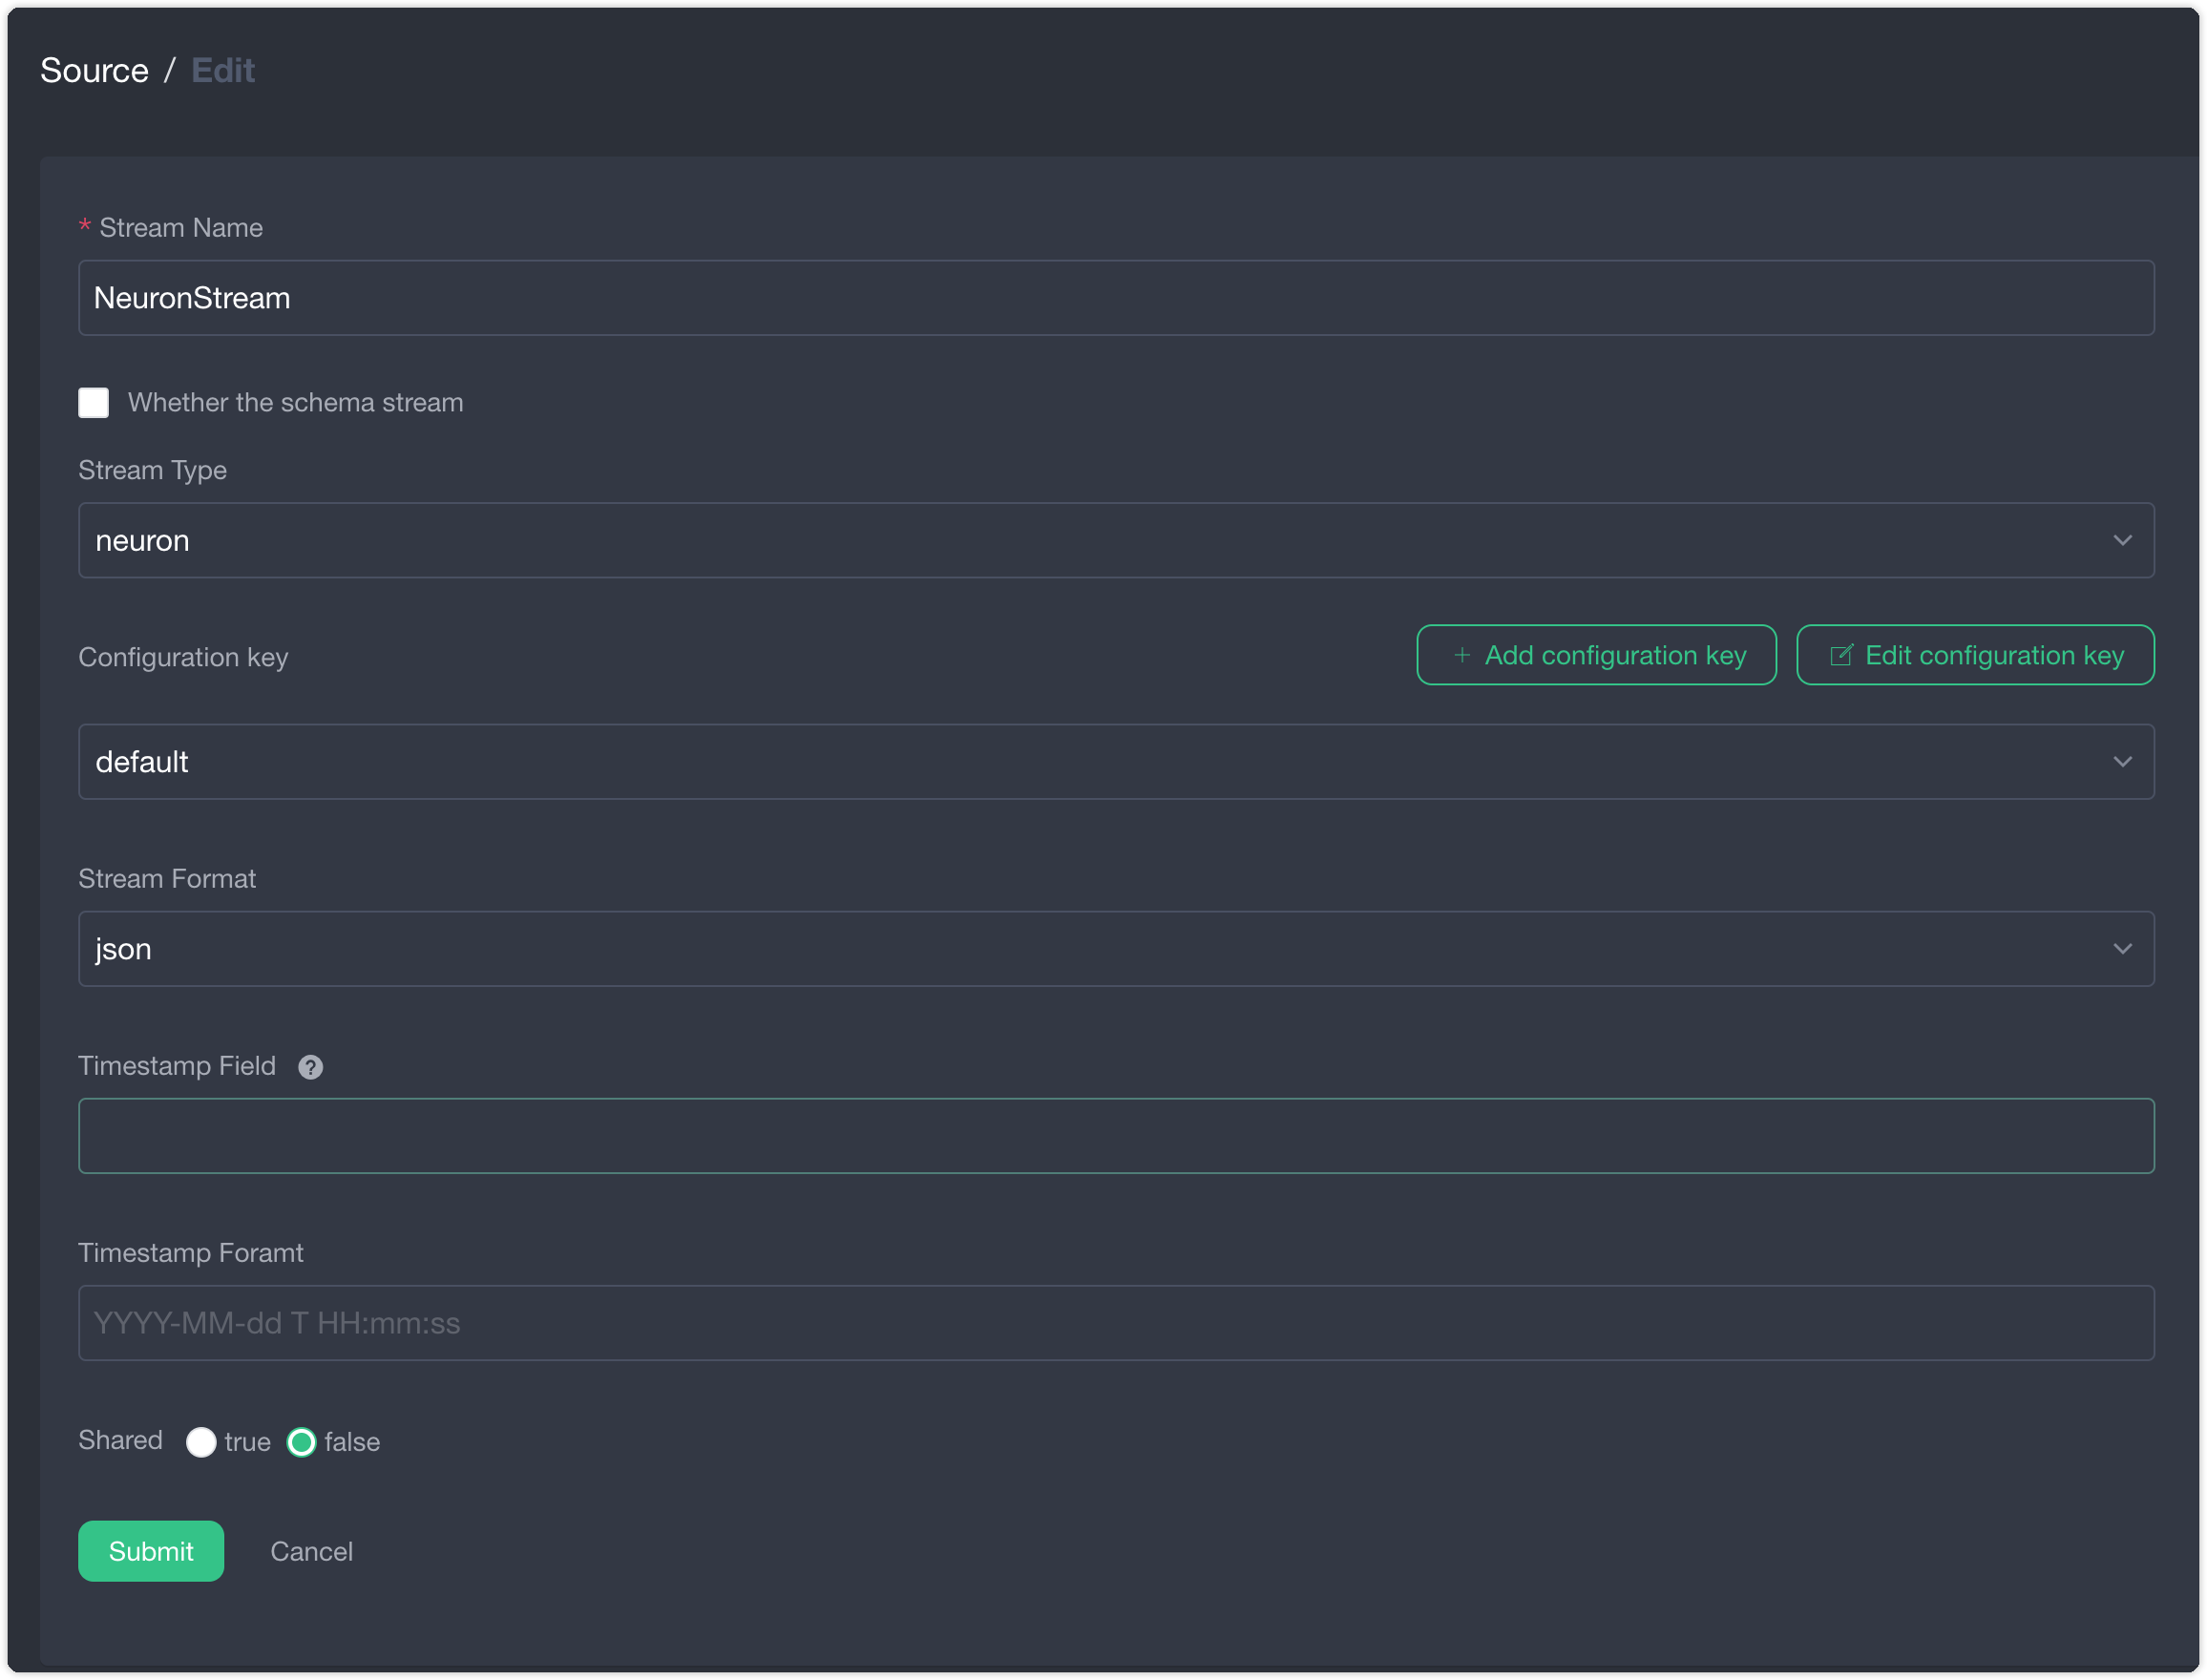 Source / Edit
* Stream Name
NeuronStream
Whether the schema stream
Stream Type
neuron
Configuration key
+ Add configuration key
Edit configuration key
default
Stream Format
json
Timestamp Field ?
Timestamp Foramt
YYYY-MM-dd T HH:mm:ss
Shared true false
Submit Cancel